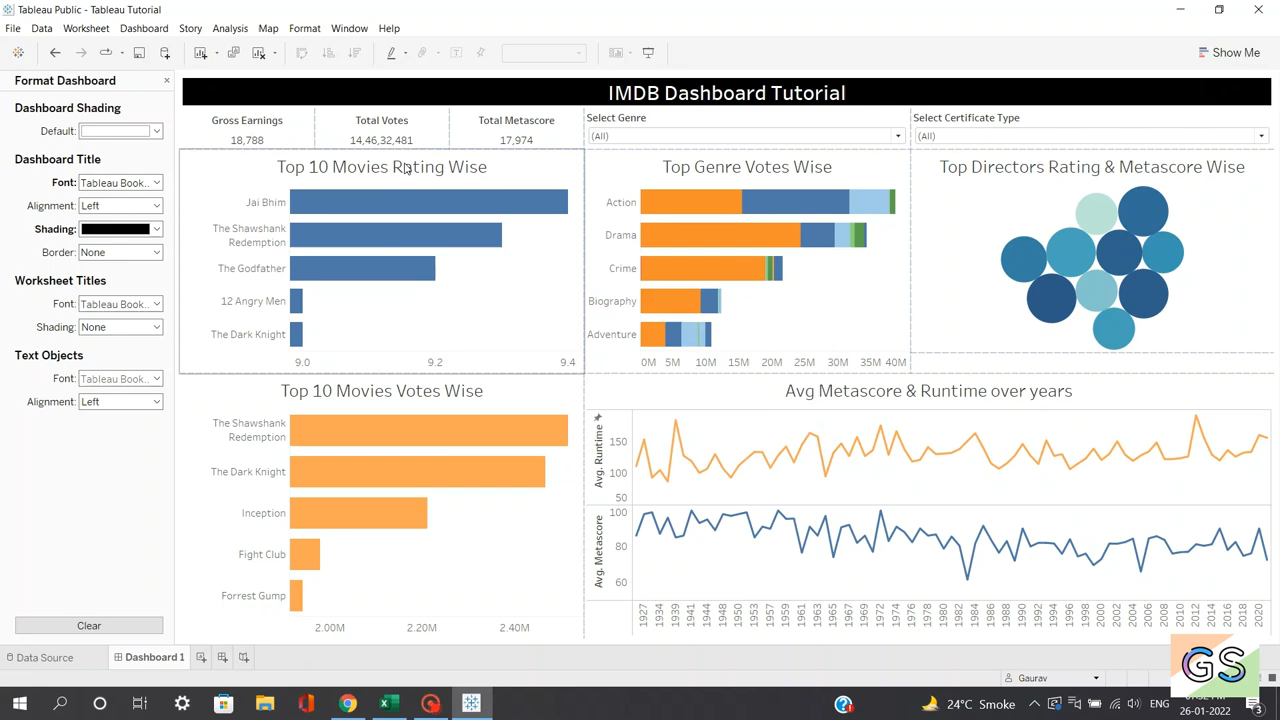 Tableau Public - Tableau Tutorial
File Data Worksheet Dashboard Story Analysis Map Format Window Help
Show Me
Format Dashboard
Dashboard Shading
Default:
Dashboard Title
Font: Tableau Book..
Alignment: Left
Shading:
Border: None
Worksheet Titles
Font: Tableau Book..
Shading: None
Text Objects
Font: Tableau Book..
Alignment: Left
Clear
IMDB Dashboard Tutorial
Gross Earnings
18,788
Total Votes
14,46,32,481
Total Metascore
17,974
Select Genre
(All)
Select Certificate Type
(All)
Top 10 Movies Rating Wise
Jai Bhim
The Shawshank
Redemption
The Godfather
12 Angry Men
The Dark Knight
9.0 9.2 9.4
Top Genre Votes Wise
Action
Drama
Crime
Biography
Adventure
0M 5M 10M 15M 20M 25M 30M 35M 40M
Top Directors Rating & Metascore Wise
Top 10 Movies Votes Wise
The Shawshank
Redemption
The Dark Knight
Inception
Fight Club
Forrest Gump
2.00M 2.20M 2.40M
Avg Metascore & Runtime over years
Avg. Runtime
150
100
50
Avg. Metascore
100
80
60
1927 1934 1939 1941 1944 1948 1950 1953 1957 1959 1961 1963 1965 1967 1969 1972 1974 1976 1978 1980 1982 1984 1986 1988 1990 1992 1994 1996 1998 2000 2002 2004 2006 2008 2010 2012 2014 2016 2018 2020
Data Source
Dashboard 1
GS
Gaurav
24°C Smoke
ENG
26-01-2022
3